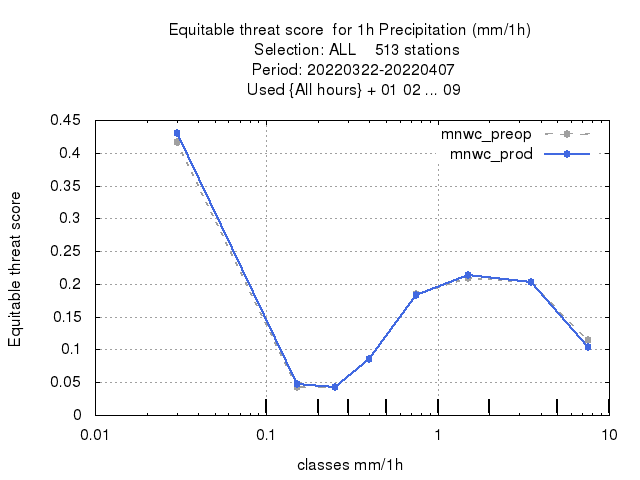 Equitable threat score  for 1h Precipitation (mm/1h)
Selection: ALL    513 stations
Period: 20220322-20220407
Used {All hours} + 01 02 ... 09
mnwc_preop
mnwc_prod
Equitable threat score
0.45
0.4
0.35
0.3
0.25
0.2
0.15
0.1
0.05
0
0.01
0.1
1
10
classes mm/1h